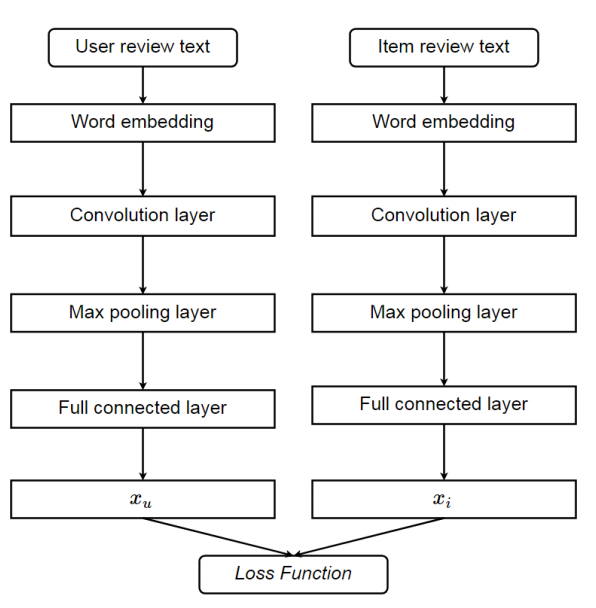 User review text
Item review text
Word embedding
Word embedding
Convolution layer
Convolution layer
Max pooling layer
Max pooling layer
Full connected layer
Full connected layer
x_u
x_i
Loss Function